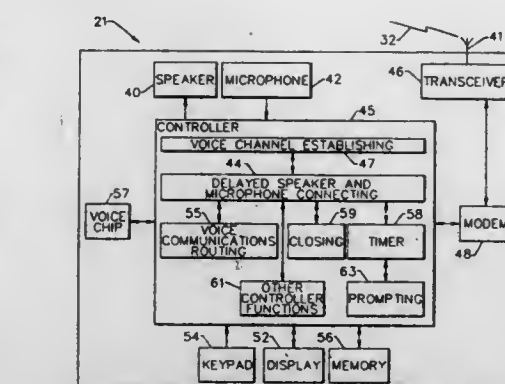 21
32
41
SPEAKER
MICROPHONE
40
42
46
TRANSCEIVER
45
CONTROLLER
VOICE CHANNEL ESTABLISHING
44
47
DELAYED SPEAKER AND
MICROPHONE CONNECTING
57
VOICE
CHIP
55
59
58
VOICE
COMMUNICATIONS
ROUTING
CLOSING
TIMER
MODEM
48
61
63
OTHER
CONTROLLER
FUNCTIONS
PROMPTING
54
52
56
KEYPAD
DISPLAY
MEMORY